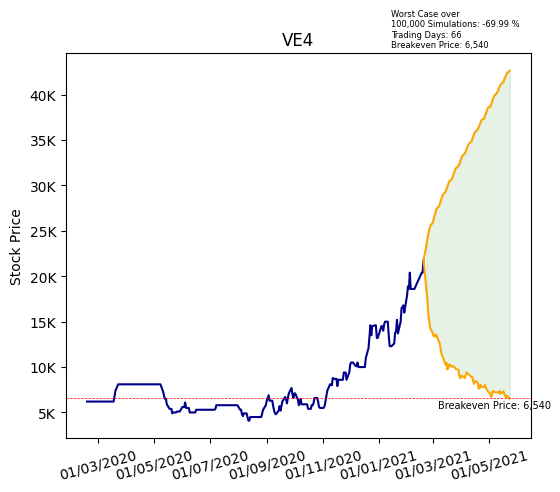 Worst Case over
100,000 Simulations: -69.99 %
Trading Days: 66
Breakeven Price: 6,540
VE4
Stock Price
40K
35K
30K
25K
20K
15K
10K
5K
Breakeven Price: 6,540
01/03/2020
01/05/2020
01/07/2020
01/09/2020
01/11/2020
01/01/2021
01/03/2021
01/05/2021